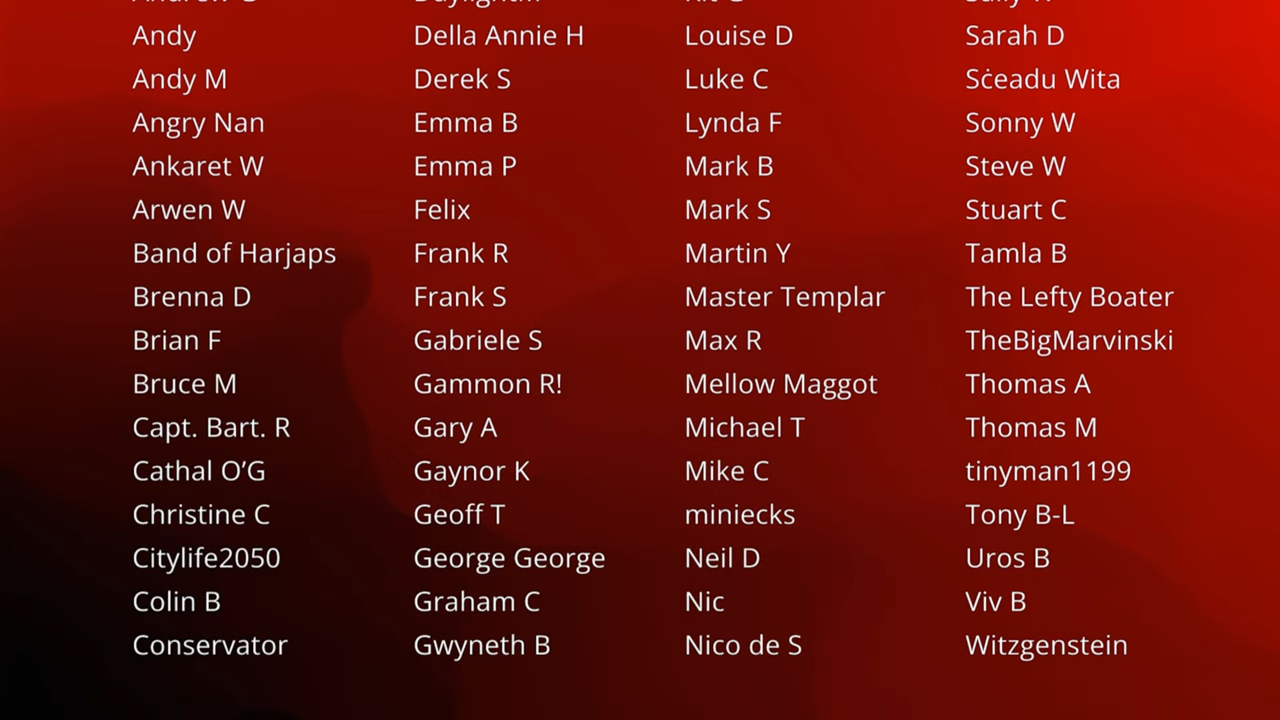 Andy
Andy M
Angry Nan
Ankaret W
Arwen W
Band of Harjaps
Brenna D
Brian F
Bruce M
Capt. Bart. R
Cathal O’G
Christine C
Citylife2050
Colin B
Conservator
Della Annie H
Derek S
Emma B
Emma P
Felix
Frank R
Frank S
Gabriele S
Gammon R!
Gary A
Gaynor K
Geoff T
George George
Graham C
Gwyneth B
Louise D
Luke C
Lynda F
Mark B
Mark S
Martin Y
Master Templar
Max R
Mellow Maggot
Michael T
Mike C
miniecks
Neil D
Nic
Nico de S
Sarah D
Sċeadu Wita
Sonny W
Steve W
Stuart C
Tamla B
The Lefty Boater
TheBigMarvinski
Thomas A
Thomas M
tinyman1199
Tony B-L
Uros B
Viv B
Witzgenstein